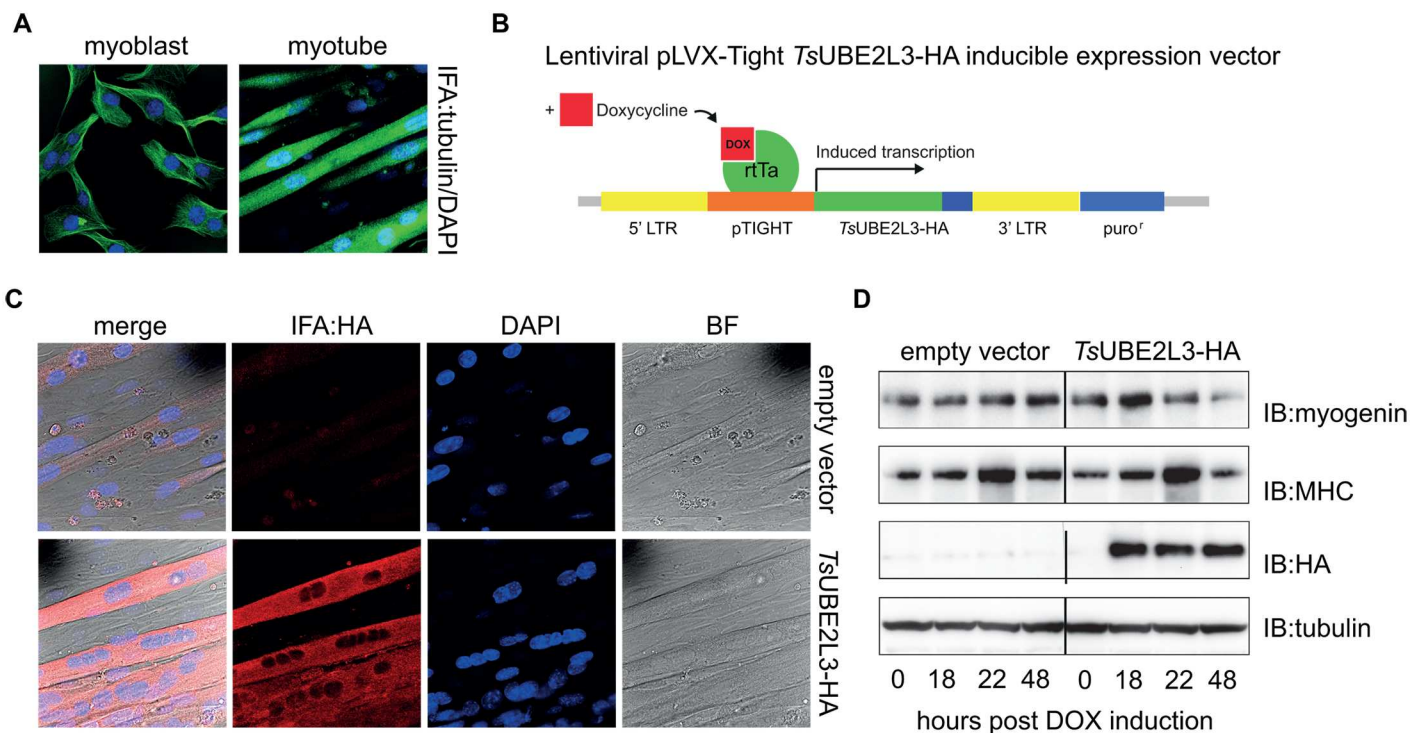 A
myoblast
myotube
IFA:tubulin/DAPI
B
Lentiviral pLVX-Tight TsUBE2L3-HA inducible expression vector
+ Doxycycline
DOX
rtTa
Induced transcription
5' LTR pTIGHT TsUBE2L3-HA 3' LTR puroʳ
C
merge IFA:HA DAPI BF
empty vector
TsUBE2L3-HA
D
empty vector TsUBE2L3-HA
IB:myogenin
IB:MHC
IB:HA
IB:tubulin
0 18 22 48 0 18 22 48
hours post DOX induction